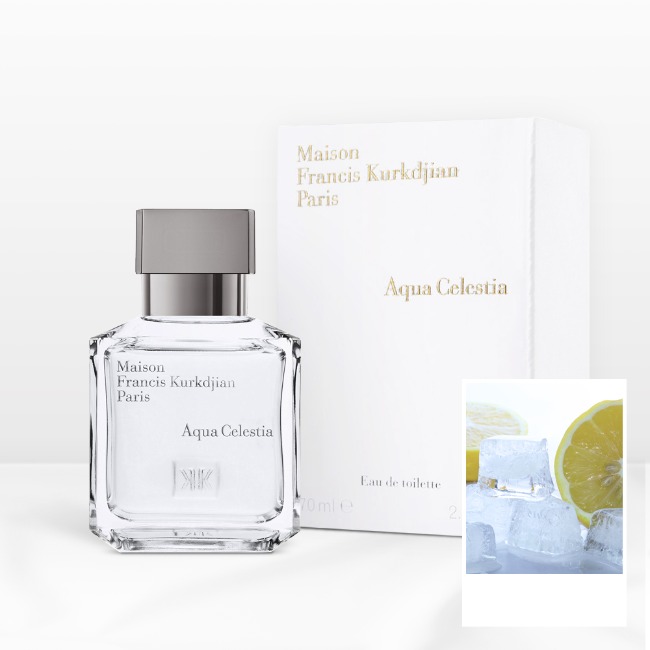 Maison
Francis Kurkdjian
Paris
Aqua Celestia
Eau de toilette
Maison
Francis Kurkdjian
Paris
Aqua Celestia